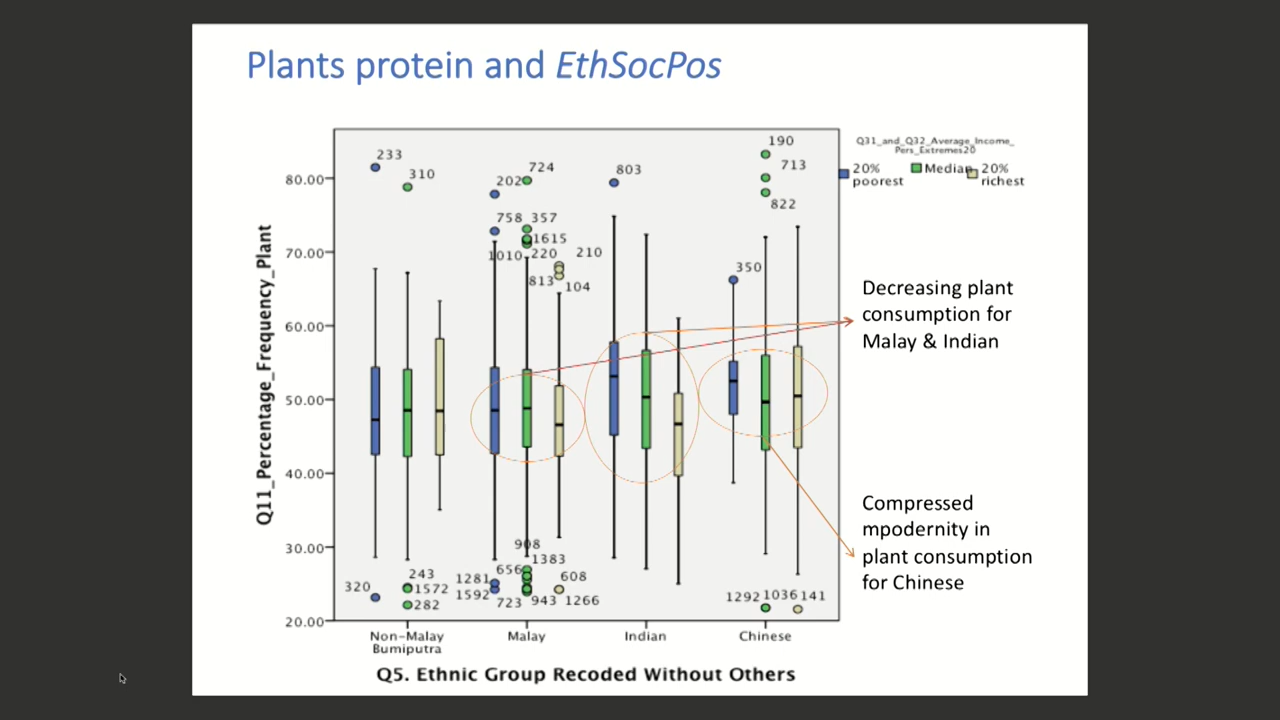 Plants protein and EthSocPos
Q31_and_Q32_Average_Income_
Pers_Extremes20
20% poorest
Median
20% richest
Q11_Percentage_Frequency_Plant
80.00
70.00
60.00
50.00
40.00
30.00
20.00
233
310
202
724
803
190
713
822
758
357
1615
1010
220
210
813
104
350
320
243
1572
282
908
1383
1281
656
1592
723
943
608
1266
1292
1036
141
Non-Malay
Bumiputra
Malay
Indian
Chinese
Q5. Ethnic Group Recoded Without Others
Decreasing plant
consumption for
Malay & Indian
Compressed
mpodernity in
plant consumption
for Chinese